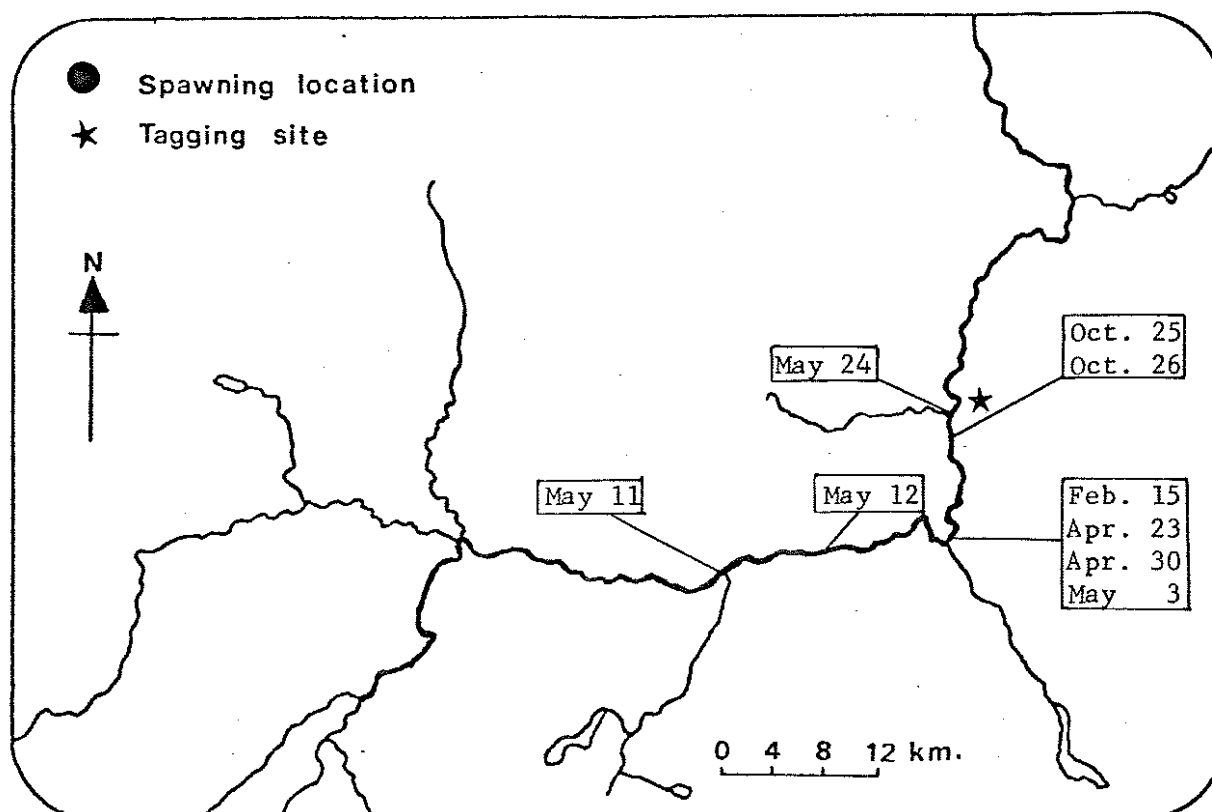 Spawning location
Tagging site
N
Oct. 25
Oct. 26
May 24
May 11
May 12
Feb. 15
Apr. 23
Apr. 30
May 3
0 4 8 12 km.